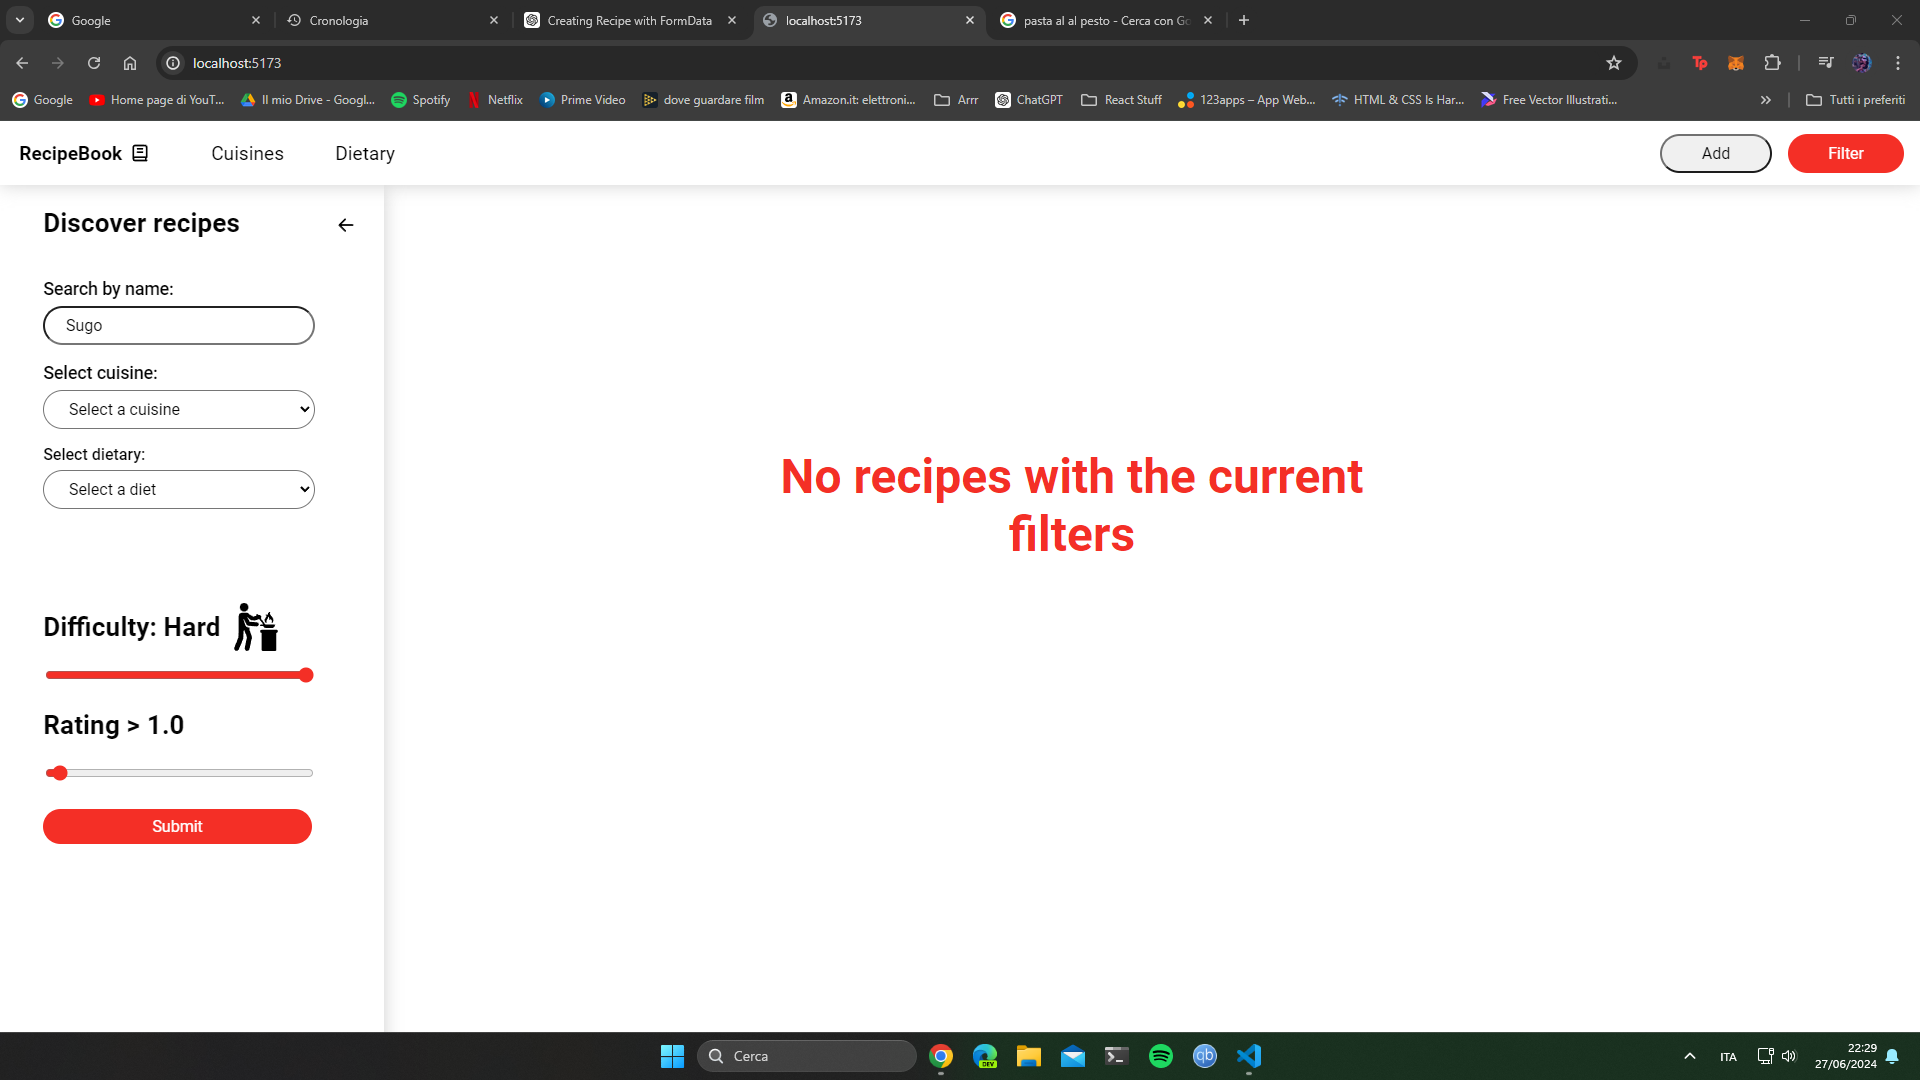 Google
Cronologia
Creating Recipe with FormData
localhost:5173
pasta al al pesto - Cerca con Go
localhost:5173
Google
Home page di YouT...
Il mio Drive - Googl...
Spotify
Netflix
Prime Video
dove guardare film
Amazon.it: elettroni...
Arrr
ChatGPT
React Stuff
123apps – App Web...
HTML & CSS Is Har...
Free Vector Illustrati...
Tutti i preferiti
RecipeBook
Cuisines
Dietary
Add
Filter
Discover recipes
Search by name:
Sugo
Select cuisine:
Select a cuisine
Select dietary:
Select a diet
Difficulty: Hard
Rating > 1.0
Submit
No recipes with the current
filters
Cerca
ITA
22:29
27/06/2024